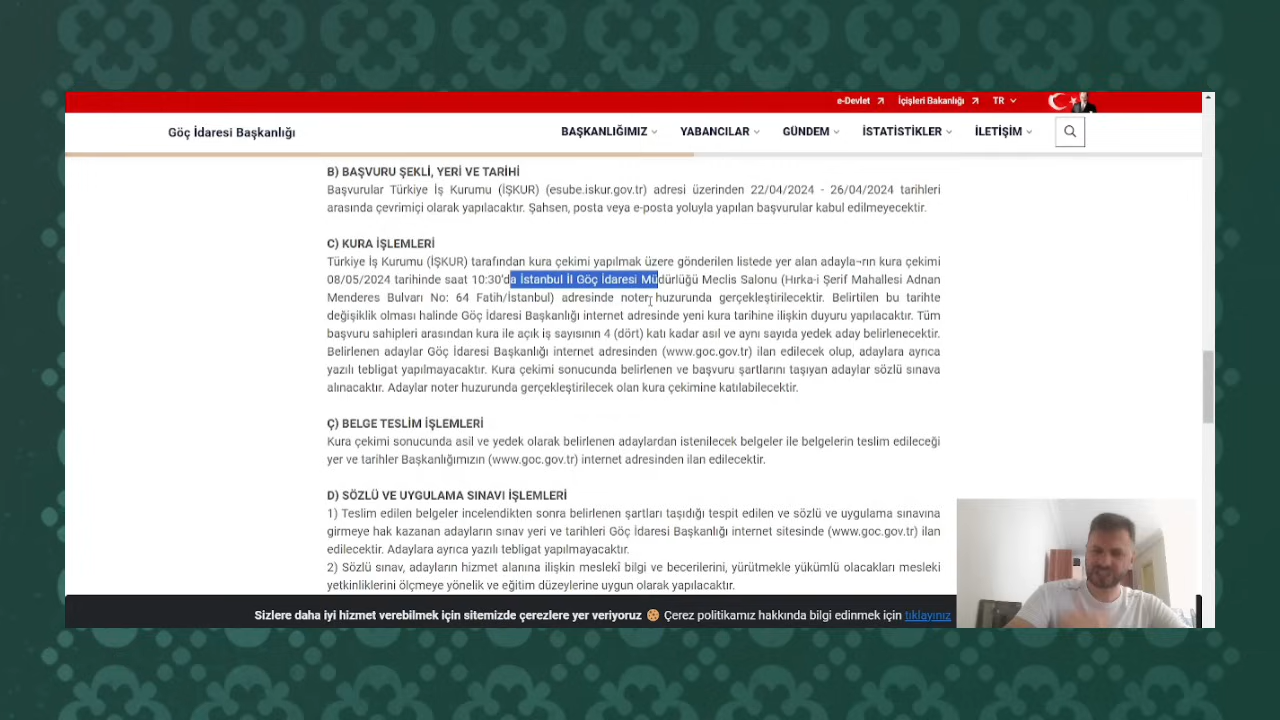 e-Devlet İçişleri Bakanlığı TR
Göç İdaresi Başkanlığı BAŞKANLIĞIMIZ YABANCILAR GÜNDEM İSTATİSTİKLER İLETİŞİM
B) BAŞVURU ŞEKLİ, YERİ VE TARİHİ
Başvurular Türkiye İş Kurumu (İŞKUR) (esube.iskur.gov.tr) adresi üzerinden 22/04/2024 - 26/04/2024 tarihleri
arasında çevrimiçi olarak yapılacaktır. Şahsen, posta veya e-posta yoluyla yapılan başvurular kabul edilmeyecektir.
C) KURA İŞLEMLERİ
Türkiye İş Kurumu (İŞKUR) tarafından kura çekimi yapılmak üzere gönderilen listede yer alan adayla¬rın kura çekimi
08/05/2024 tarihinde saat 10:30'da İstanbul İl Göç İdaresi Müdürlüğü Meclis Salonu (Hırka-i Şerif Mahallesi Adnan
Menderes Bulvarı No: 64 Fatih/İstanbul) adresinde noter huzurunda gerçekleştirilecektir. Belirtilen bu tarihte
değişiklik olması halinde Göç İdaresi Başkanlığı internet adresinde yeni kura tarihine ilişkin duyuru yapılacaktır. Tüm
başvuru sahipleri arasından kura ile açık iş sayısının 4 (dört) katı kadar asıl ve aynı sayıda yedek aday belirlenecektir.
Belirlenen adaylar Göç İdaresi Başkanlığı internet adresinden (www.goc.gov.tr) ilan edilecek olup, adaylara ayrıca
yazılı tebligat yapılmayacaktır. Kura çekimi sonucunda belirlenen ve başvuru şartlarını taşıyan adaylar sözlü sınava
alınacaktır. Adaylar noter huzurunda gerçekleştirilecek olan kura çekimine katılabilecektir.
Ç) BELGE TESLİM İŞLEMLERİ
Kura çekimi sonucunda asil ve yedek olarak belirlenen adaylardan istenilecek belgeler ile belgelerin teslim edileceği
yer ve tarihler Başkanlığımızın (www.goc.gov.tr) internet adresinden ilan edilecektir.
D) SÖZLÜ VE UYGULAMA SINAVI İŞLEMLERİ
1) Teslim edilen belgeler incelendikten sonra belirlenen şartları taşıdığı tespit edilen ve sözlü ve uygulama sınavına
girmeye hak kazanan adayların sınav yeri ve tarihleri Göç İdaresi Başkanlığı internet sitesinde (www.goc.gov.tr) ilan
edilecektir. Adaylara ayrıca yazılı tebligat yapılmayacaktır.
2) Sözlü sınav, adayların hizmet alanına ilişkin meslekî bilgi ve becerilerini, yürütmekle yükümlü olacakları mesleki
yetkinliklerini ölçmeye yönelik ve eğitim düzeylerine uygun olarak yapılacaktır.
Sizlere daha iyi hizmet verebilmek için sitemizde çerezlere yer veriyoruz 🍪 Çerez politikamız hakkında bilgi edinmek için tıklayınız